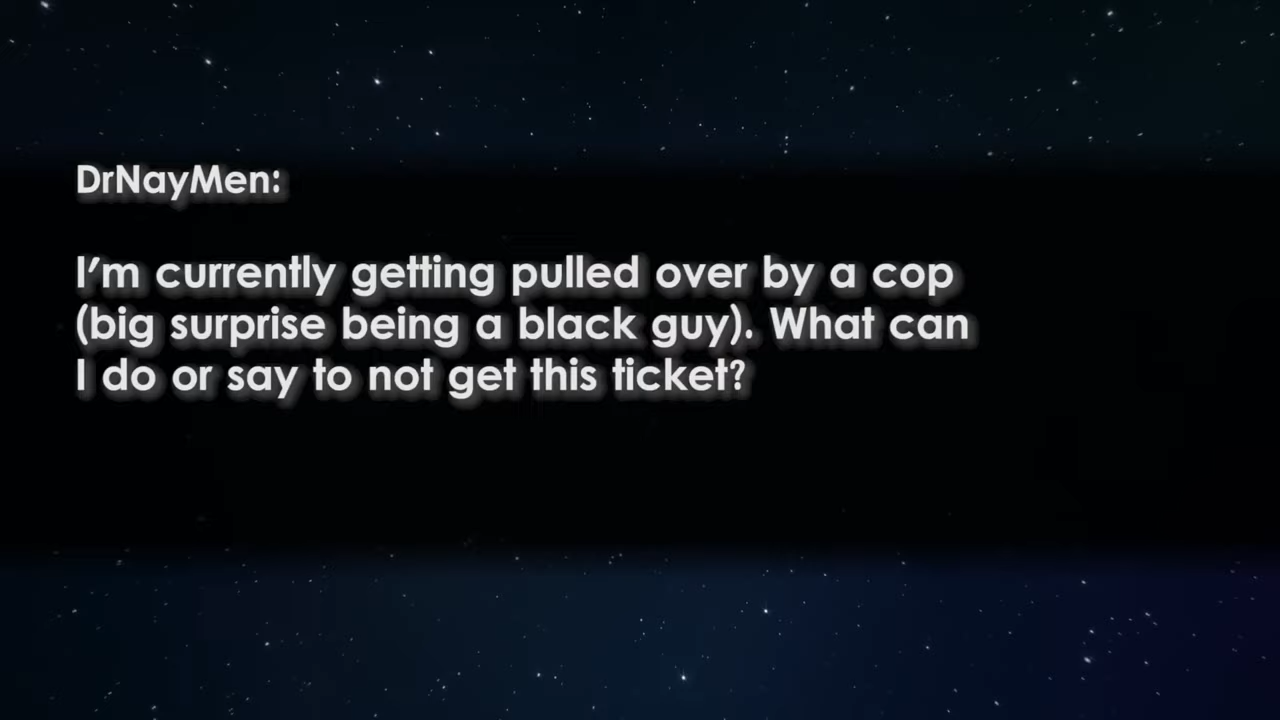 DrNayMen:
I’m currently getting pulled over by a cop
(big surprise being a black guy). What can
I do or say to not get this ticket?